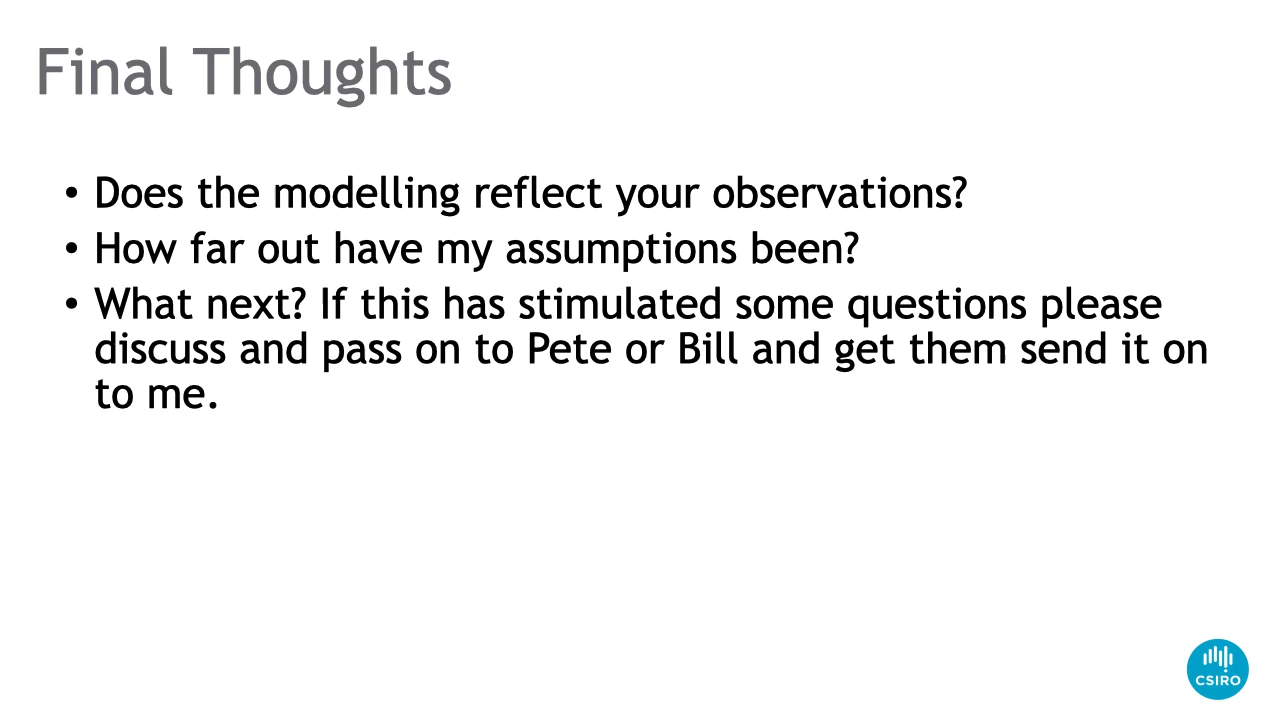 Final Thoughts
• Does the modelling reflect your observations?
• How far out have my assumptions been?
• What next? If this has stimulated some questions please
discuss and pass on to Pete or Bill and get them send it on
to me.
CSIRO